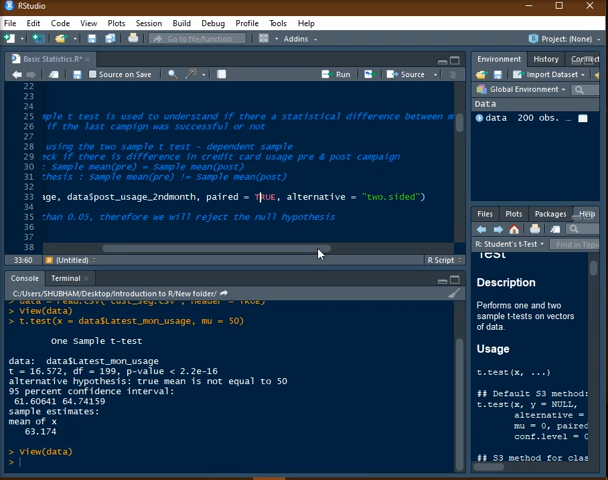 RStudio
File Edit Code View Plots Session Build Debug Profile Tools Help
Go to file/function
Addins
Project: (None)
Basic Statistics.R*
Source on Save
Run
Source
22
23
24
25 mple t test is used to understand if there a statistical difference between m
26 if the last campign was successful or not
27
28 using the two sample t test - dependent sample
29 eck if there is difference in credit card usage pre & post campaign
30 : Sample mean(pre) = Sample mean(post)
31 thesis : Sample mean(pre) != Sample mean(post)
32
33 age, data$post_usage_2ndmonth, paired = TRUE, alternative = "two.sided")
34
35 than 0.05, therefore we will reject the null hypothesis
36
37
38
33:60 (Untitled) R Script
Console Terminal
C:/Users/SHUBHAM/Desktop/Introduction to R/New folder/
> data = read.csv("cust_seg.csv", header = TRUE)
> View(data)
> t.test(x = data$Latest_mon_usage, mu = 50)
One Sample t-test
data: data$Latest_mon_usage
t = 16.572, df = 199, p-value < 2.2e-16
alternative hypothesis: true mean is not equal to 50
95 percent confidence interval:
61.60641 64.74159
sample estimates:
mean of x
63.174
> View(data)
>
Environment History Connect
Import Dataset
Global Environment
Data
data 200 obs. …
Files Plots Packages Help
R: Student's t-Test Find in Topic
Test
Description
Performs one and two
sample t-tests on vectors
of data.
Usage
t.test(x, ...)
## Default S3 method:
t.test(x, y = NULL,
alternative =
mu = 0, paired
conf.level = 0
## S3 method for clas